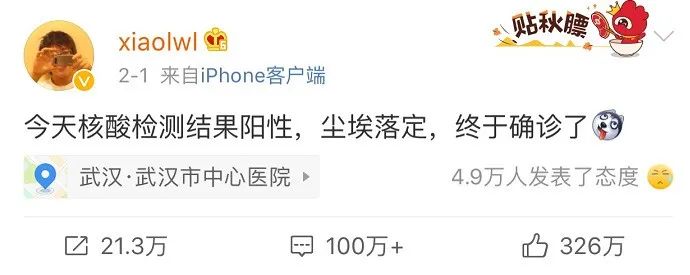 xiaolwl
贴秋膘
2-1 来自iPhone客户端
今天核酸检测结果阳性，尘埃落定，终于确诊了
武汉·武汉市中心医院
4.9万人发表了态度
21.3万
100万+
326万